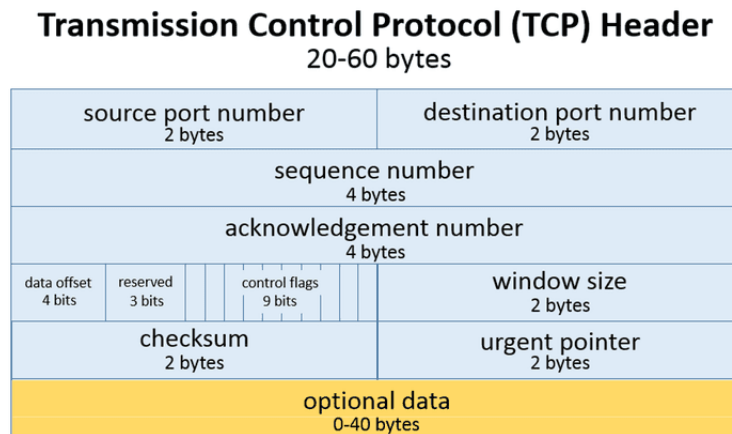 Transmission Control Protocol (TCP) Header
20-60 bytes
source port number
2 bytes
destination port number
2 bytes
sequence number
4 bytes
acknowledgement number
4 bytes
data offset
4 bits
reserved
3 bits
control flags
9 bits
window size
2 bytes
checksum
2 bytes
urgent pointer
2 bytes
optional data
0-40 bytes